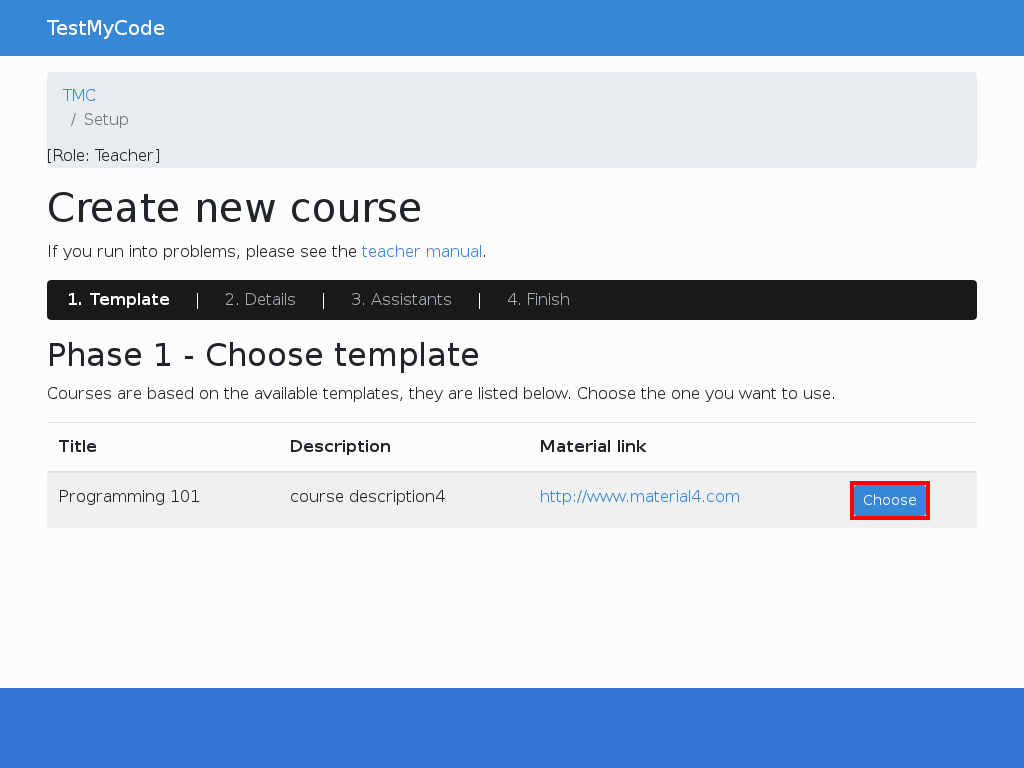 TestMyCode
TMC
/ Setup
[Role: Teacher]
Create new course
If you run into problems, please see the teacher manual.
1. Template | 2. Details | 3. Assistants | 4. Finish
Phase 1 - Choose template
Courses are based on the available templates, they are listed below. Choose the one you want to use.
Title Description Material link
Programming 101 course description4 http://www.material4.com Choose